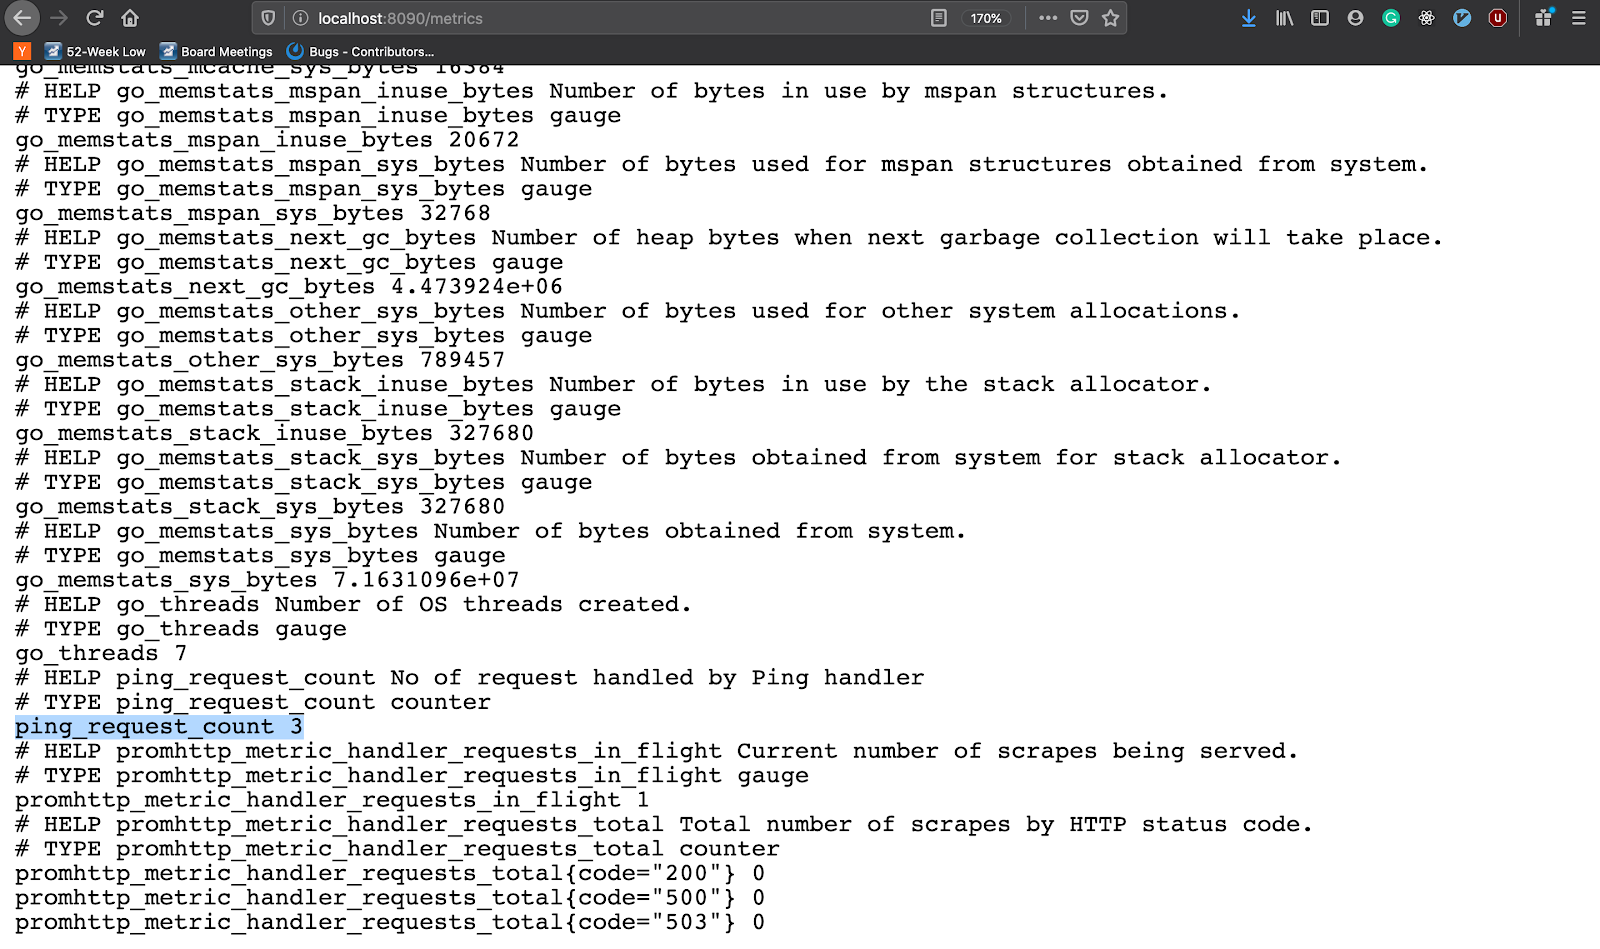 localhost:8090/metrics
170%
Y
52-Week Low
Board Meetings
Bugs - Contributors...
go_memstats_mcache_sys_bytes 16384
# HELP go_memstats_mspan_inuse_bytes Number of bytes in use by mspan structures.
# TYPE go_memstats_mspan_inuse_bytes gauge
go_memstats_mspan_inuse_bytes 20672
# HELP go_memstats_mspan_sys_bytes Number of bytes used for mspan structures obtained from system.
# TYPE go_memstats_mspan_sys_bytes gauge
go_memstats_mspan_sys_bytes 32768
# HELP go_memstats_next_gc_bytes Number of heap bytes when next garbage collection will take place.
# TYPE go_memstats_next_gc_bytes gauge
go_memstats_next_gc_bytes 4.473924e+06
# HELP go_memstats_other_sys_bytes Number of bytes used for other system allocations.
# TYPE go_memstats_other_sys_bytes gauge
go_memstats_other_sys_bytes 789457
# HELP go_memstats_stack_inuse_bytes Number of bytes in use by the stack allocator.
# TYPE go_memstats_stack_inuse_bytes gauge
go_memstats_stack_inuse_bytes 327680
# HELP go_memstats_stack_sys_bytes Number of bytes obtained from system for stack allocator.
# TYPE go_memstats_stack_sys_bytes gauge
go_memstats_stack_sys_bytes 327680
# HELP go_memstats_sys_bytes Number of bytes obtained from system.
# TYPE go_memstats_sys_bytes gauge
go_memstats_sys_bytes 7.1631096e+07
# HELP go_threads Number of OS threads created.
# TYPE go_threads gauge
go_threads 7
# HELP ping_request_count No of request handled by Ping handler
# TYPE ping_request_count counter
ping_request_count 3
# HELP promhttp_metric_handler_requests_in_flight Current number of scrapes being served.
# TYPE promhttp_metric_handler_requests_in_flight gauge
promhttp_metric_handler_requests_in_flight 1
# HELP promhttp_metric_handler_requests_total Total number of scrapes by HTTP status code.
# TYPE promhttp_metric_handler_requests_total counter
promhttp_metric_handler_requests_total{code="200"} 0
promhttp_metric_handler_requests_total{code="500"} 0
promhttp_metric_handler_requests_total{code="503"} 0